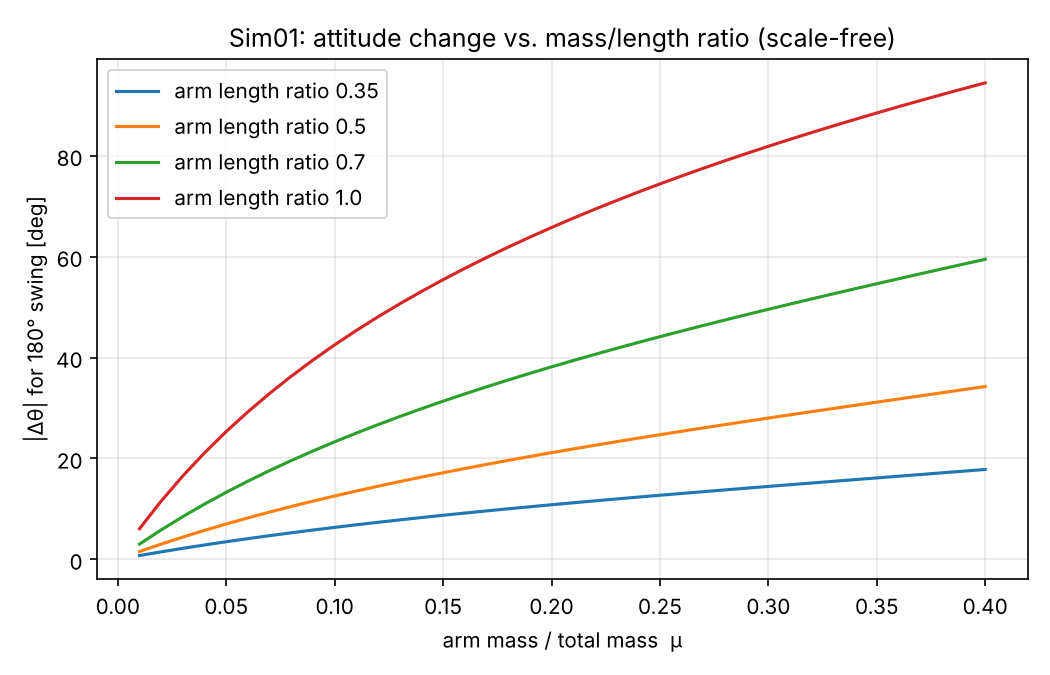 Sim01: attitude change vs. mass/length ratio (scale-free)
arm length ratio 0.35
arm length ratio 0.5
arm length ratio 0.7
arm length ratio 1.0
|Δθ| for 180° swing [deg]
80
60
40
20
0
0.00 0.05 0.10 0.15 0.20 0.25 0.30 0.35 0.40
arm mass / total mass μ